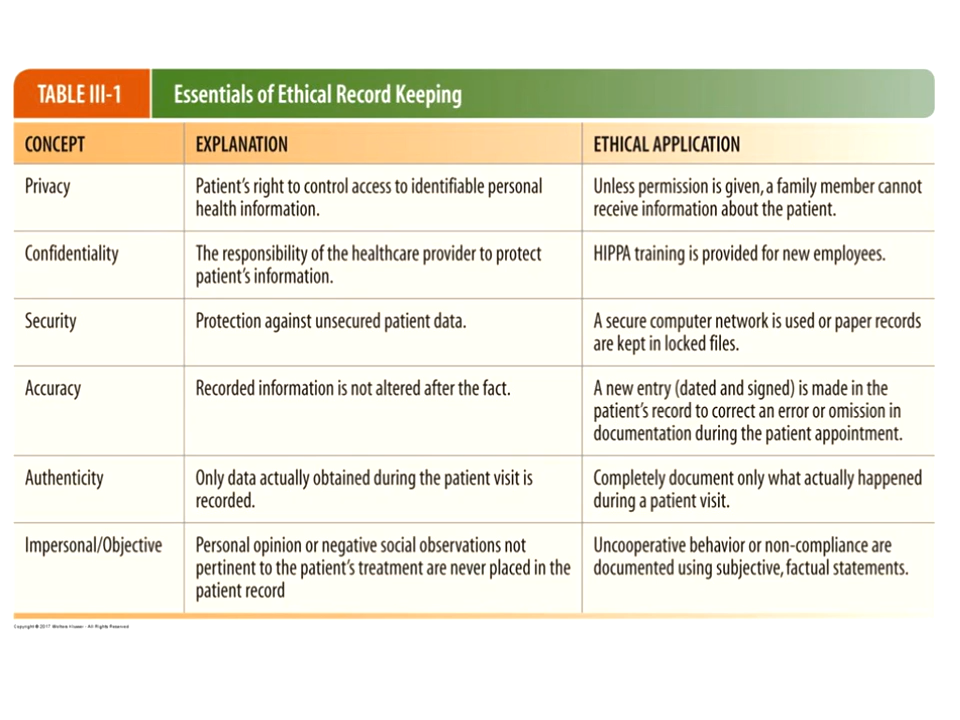 TABLE III-1
Essentials of Ethical Record Keeping
CONCEPT
EXPLANATION
ETHICAL APPLICATION
Privacy
Patient's right to control access to identifiable personal
health information.
Unless permission is given, a family member cannot
receive information about the patient.
Confidentiality
The responsibility of the healthcare provider to protect
patient's information.
HIPPA training is provided for new employees.
Security
Protection against unsecured patient data.
A secure computer network is used or paper records
are kept in locked files.
Accuracy
Recorded information is not altered after the fact.
A new entry (dated and signed) is made in the
patient's record to correct an error or omission in
documentation during the patient appointment.
Authenticity
Only data actually obtained during the patient visit is
recorded.
Completely document only what actually happened
during a patient visit.
Impersonal/Objective
Personal opinion or negative social observations not
pertinent to the patient's treatment are never placed in the
patient record
Uncooperative behavior or non-compliance are
documented using subjective, factual statements.
Copyright © 2017 Wolters Kluwer - All Rights Reserved